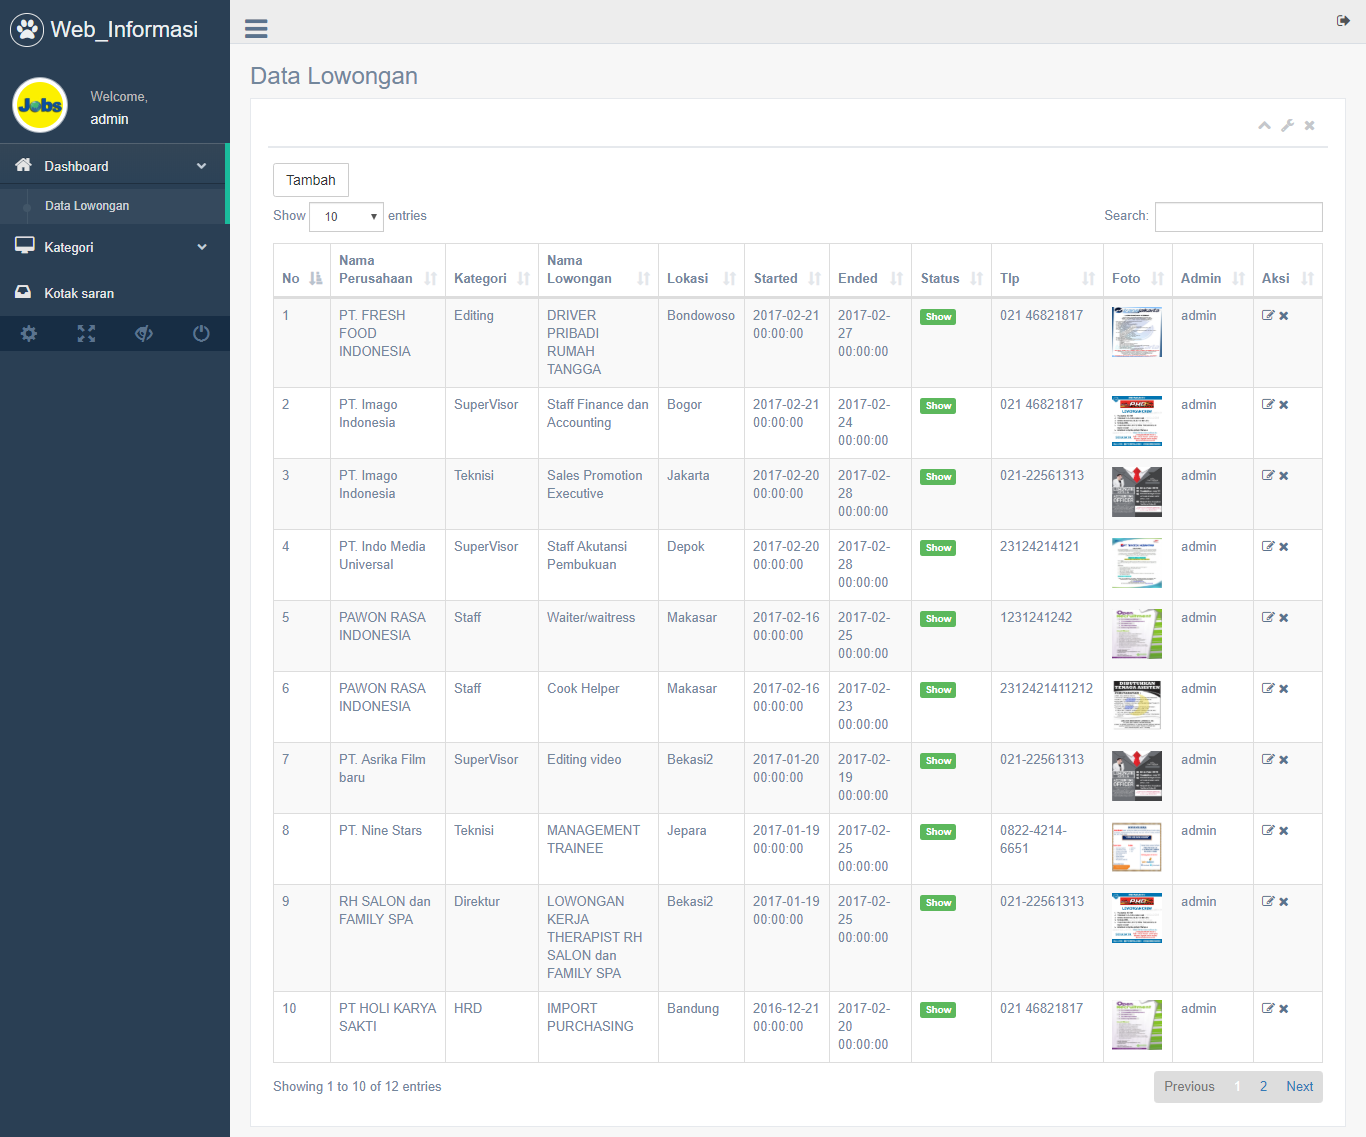 Web_Informasi
Jobs
Welcome,
admin
Dashboard
Data Lowongan
Kategori
Kotak saran
Data Lowongan
Tambah
Show 10 entries
Search:
No Nama Perusahaan Kategori Nama Lowongan Lokasi Started Ended Status Tlp Foto Admin Aksi
1 PT. FRESH FOOD INDONESIA Editing DRIVER PRIBADI RUMAH TANGGA Bondowoso 2017-02-21 00:00:00 2017-02-27 00:00:00 Show 021 46821817 admin
2 PT. Imago Indonesia SuperVisor Staff Finance dan Accounting Bogor 2017-02-21 00:00:00 2017-02-24 00:00:00 Show 021 46821817 admin
3 PT. Imago Indonesia Teknisi Sales Promotion Executive Jakarta 2017-02-20 00:00:00 2017-02-28 00:00:00 Show 021-22561313 admin
4 PT. Indo Media Universal SuperVisor Staff Akutansi Pembukuan Depok 2017-02-20 00:00:00 2017-02-28 00:00:00 Show 23124214121 admin
5 PAWON RASA INDONESIA Staff Waiter/waitress Makasar 2017-02-16 00:00:00 2017-02-25 00:00:00 Show 1231241242 admin
6 PAWON RASA INDONESIA Staff Cook Helper Makasar 2017-02-16 00:00:00 2017-02-23 00:00:00 Show 2312421411212 admin
7 PT. Asrika Film baru SuperVisor Editing video Bekasi2 2017-01-20 00:00:00 2017-02-19 00:00:00 Show 021-22561313 admin
8 PT. Nine Stars Teknisi MANAGEMENT TRAINEE Jepara 2017-01-19 00:00:00 2017-02-25 00:00:00 Show 0822-4214-6651 admin
9 RH SALON dan FAMILY SPA Direktur LOWONGAN KERJA THERAPIST RH SALON dan FAMILY SPA Bekasi2 2017-01-19 00:00:00 2017-02-25 00:00:00 Show 021-22561313 admin
10 PT HOLI KARYA SAKTI HRD IMPORT PURCHASING Bandung 2016-12-21 00:00:00 2017-02-20 00:00:00 Show 021 46821817 admin
Showing 1 to 10 of 12 entries
Previous 1 2 Next